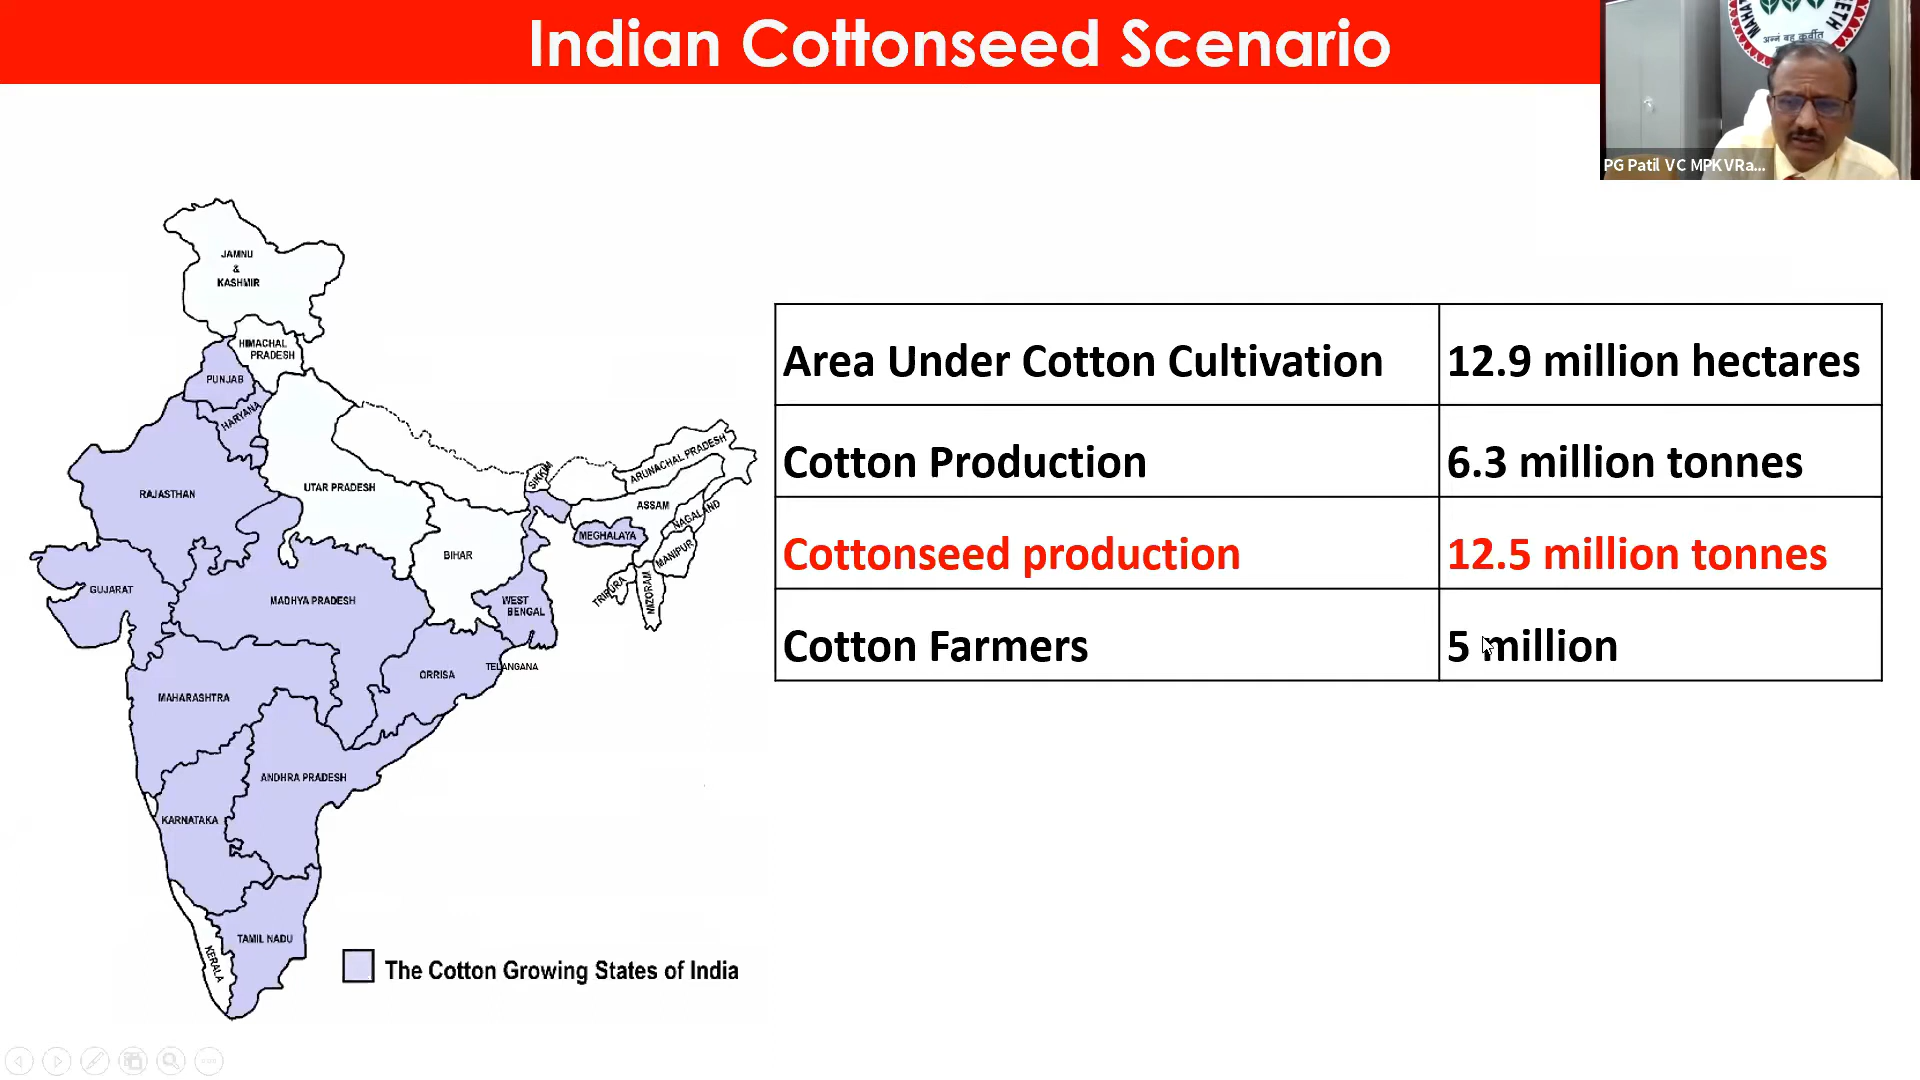 Indian Cottonseed Scenario
अन्नं बहु कुर्वीत
PG Patil VC MPKVRa...
JAMNU
&
KASHMIR
HIMACHAL
PRADESH
PUNJAB
HARYANA
RAJASTHAN
UTAR PRADESH
SIKKIM
ARUNACHAL PRADESH
ASSAM
NAGALAND
MEGHALAYA
MANIPUR
BIHAR
TRIPURA
MIZORAM
GUJARAT
MADHYA PRADESH
WEST
BENGAL
ORRISA
TELANGANA
MAHARASHTRA
ANDHRA PRADESH
KARNATAKA
TAMIL NADU
KERALA
The Cotton Growing States of India
Area Under Cotton Cultivation 12.9 million hectares
Cotton Production 6.3 million tonnes
Cottonseed production 12.5 million tonnes
Cotton Farmers 5 million